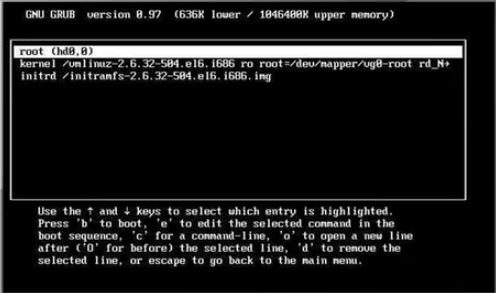 GNU GRUB version 0.97 (636K lower / 1046400K upper memory)
root (hd0,0)
kernel /vmlinuz-2.6.32-504.el6.i686 ro root=/dev/mapper/vg0-root rd_N→
initrd /initramfs-2.6.32-504.el6.i686.img
Use the ↑ and ↓ keys to select which entry is highlighted.
Press 'b' to boot, 'e' to edit the selected command in the
boot sequence, 'c' for a command-line, 'o' to open a new line
after ('O' for before) the selected line, 'd' to remove the
selected line, or escape to go back to the main menu.